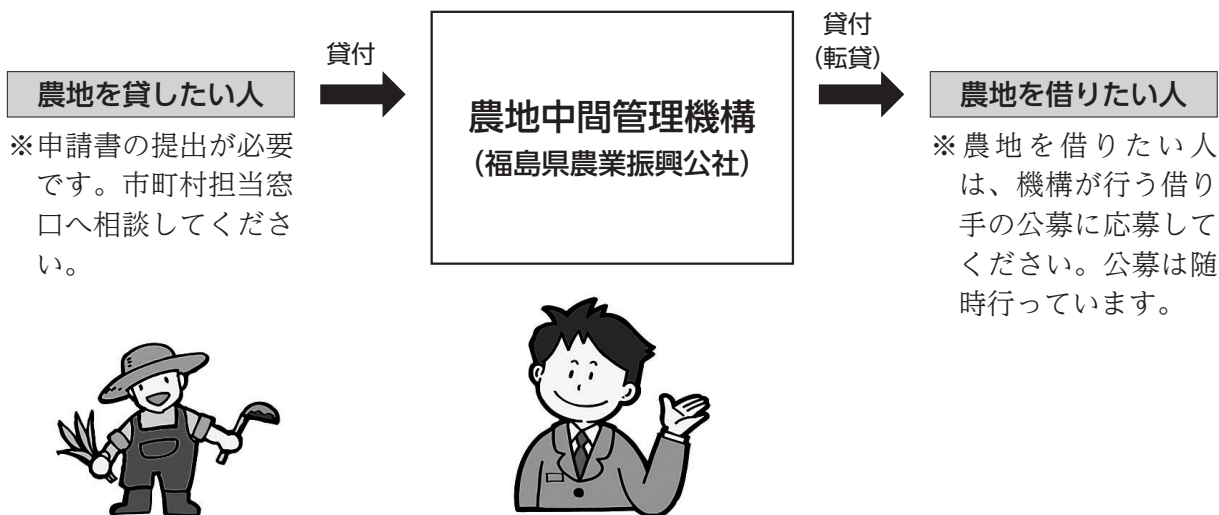 農地を貸したい人
※申請書の提出が必要
です。市町村担当窓
口へ相談してくださ
い。
貸付
農地中間管理機構
（福島県農業振興公社）
貸付
（転貸）
農地を借りたい人
※農地を借りたい人
は、機構が行う借り
手の公募に応募して
ください。公募は随
時行っています。